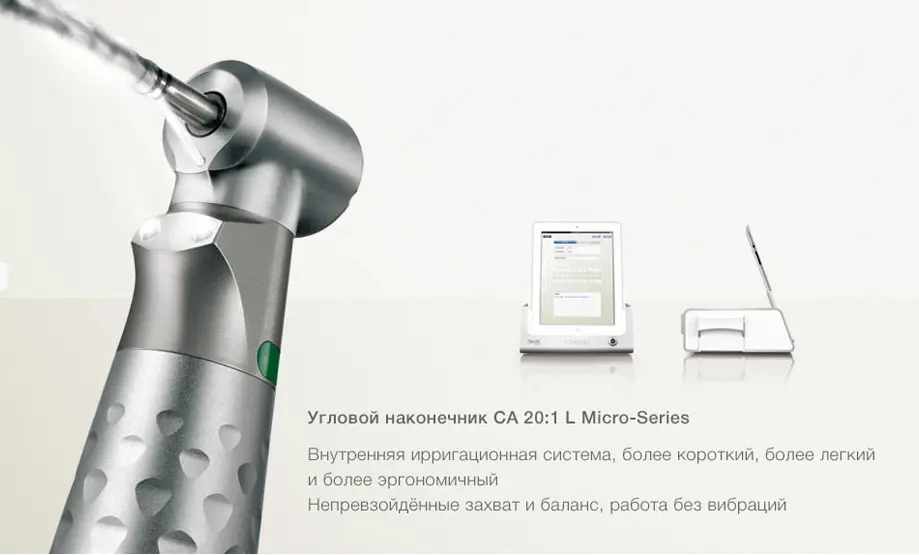 Угловой наконечник CA 20:1 L Micro-Series
Внутренняя ирригационная система, более короткий, более легкий
и более эргономичный
Непревзойдённые захват и баланс, работа без вибраций